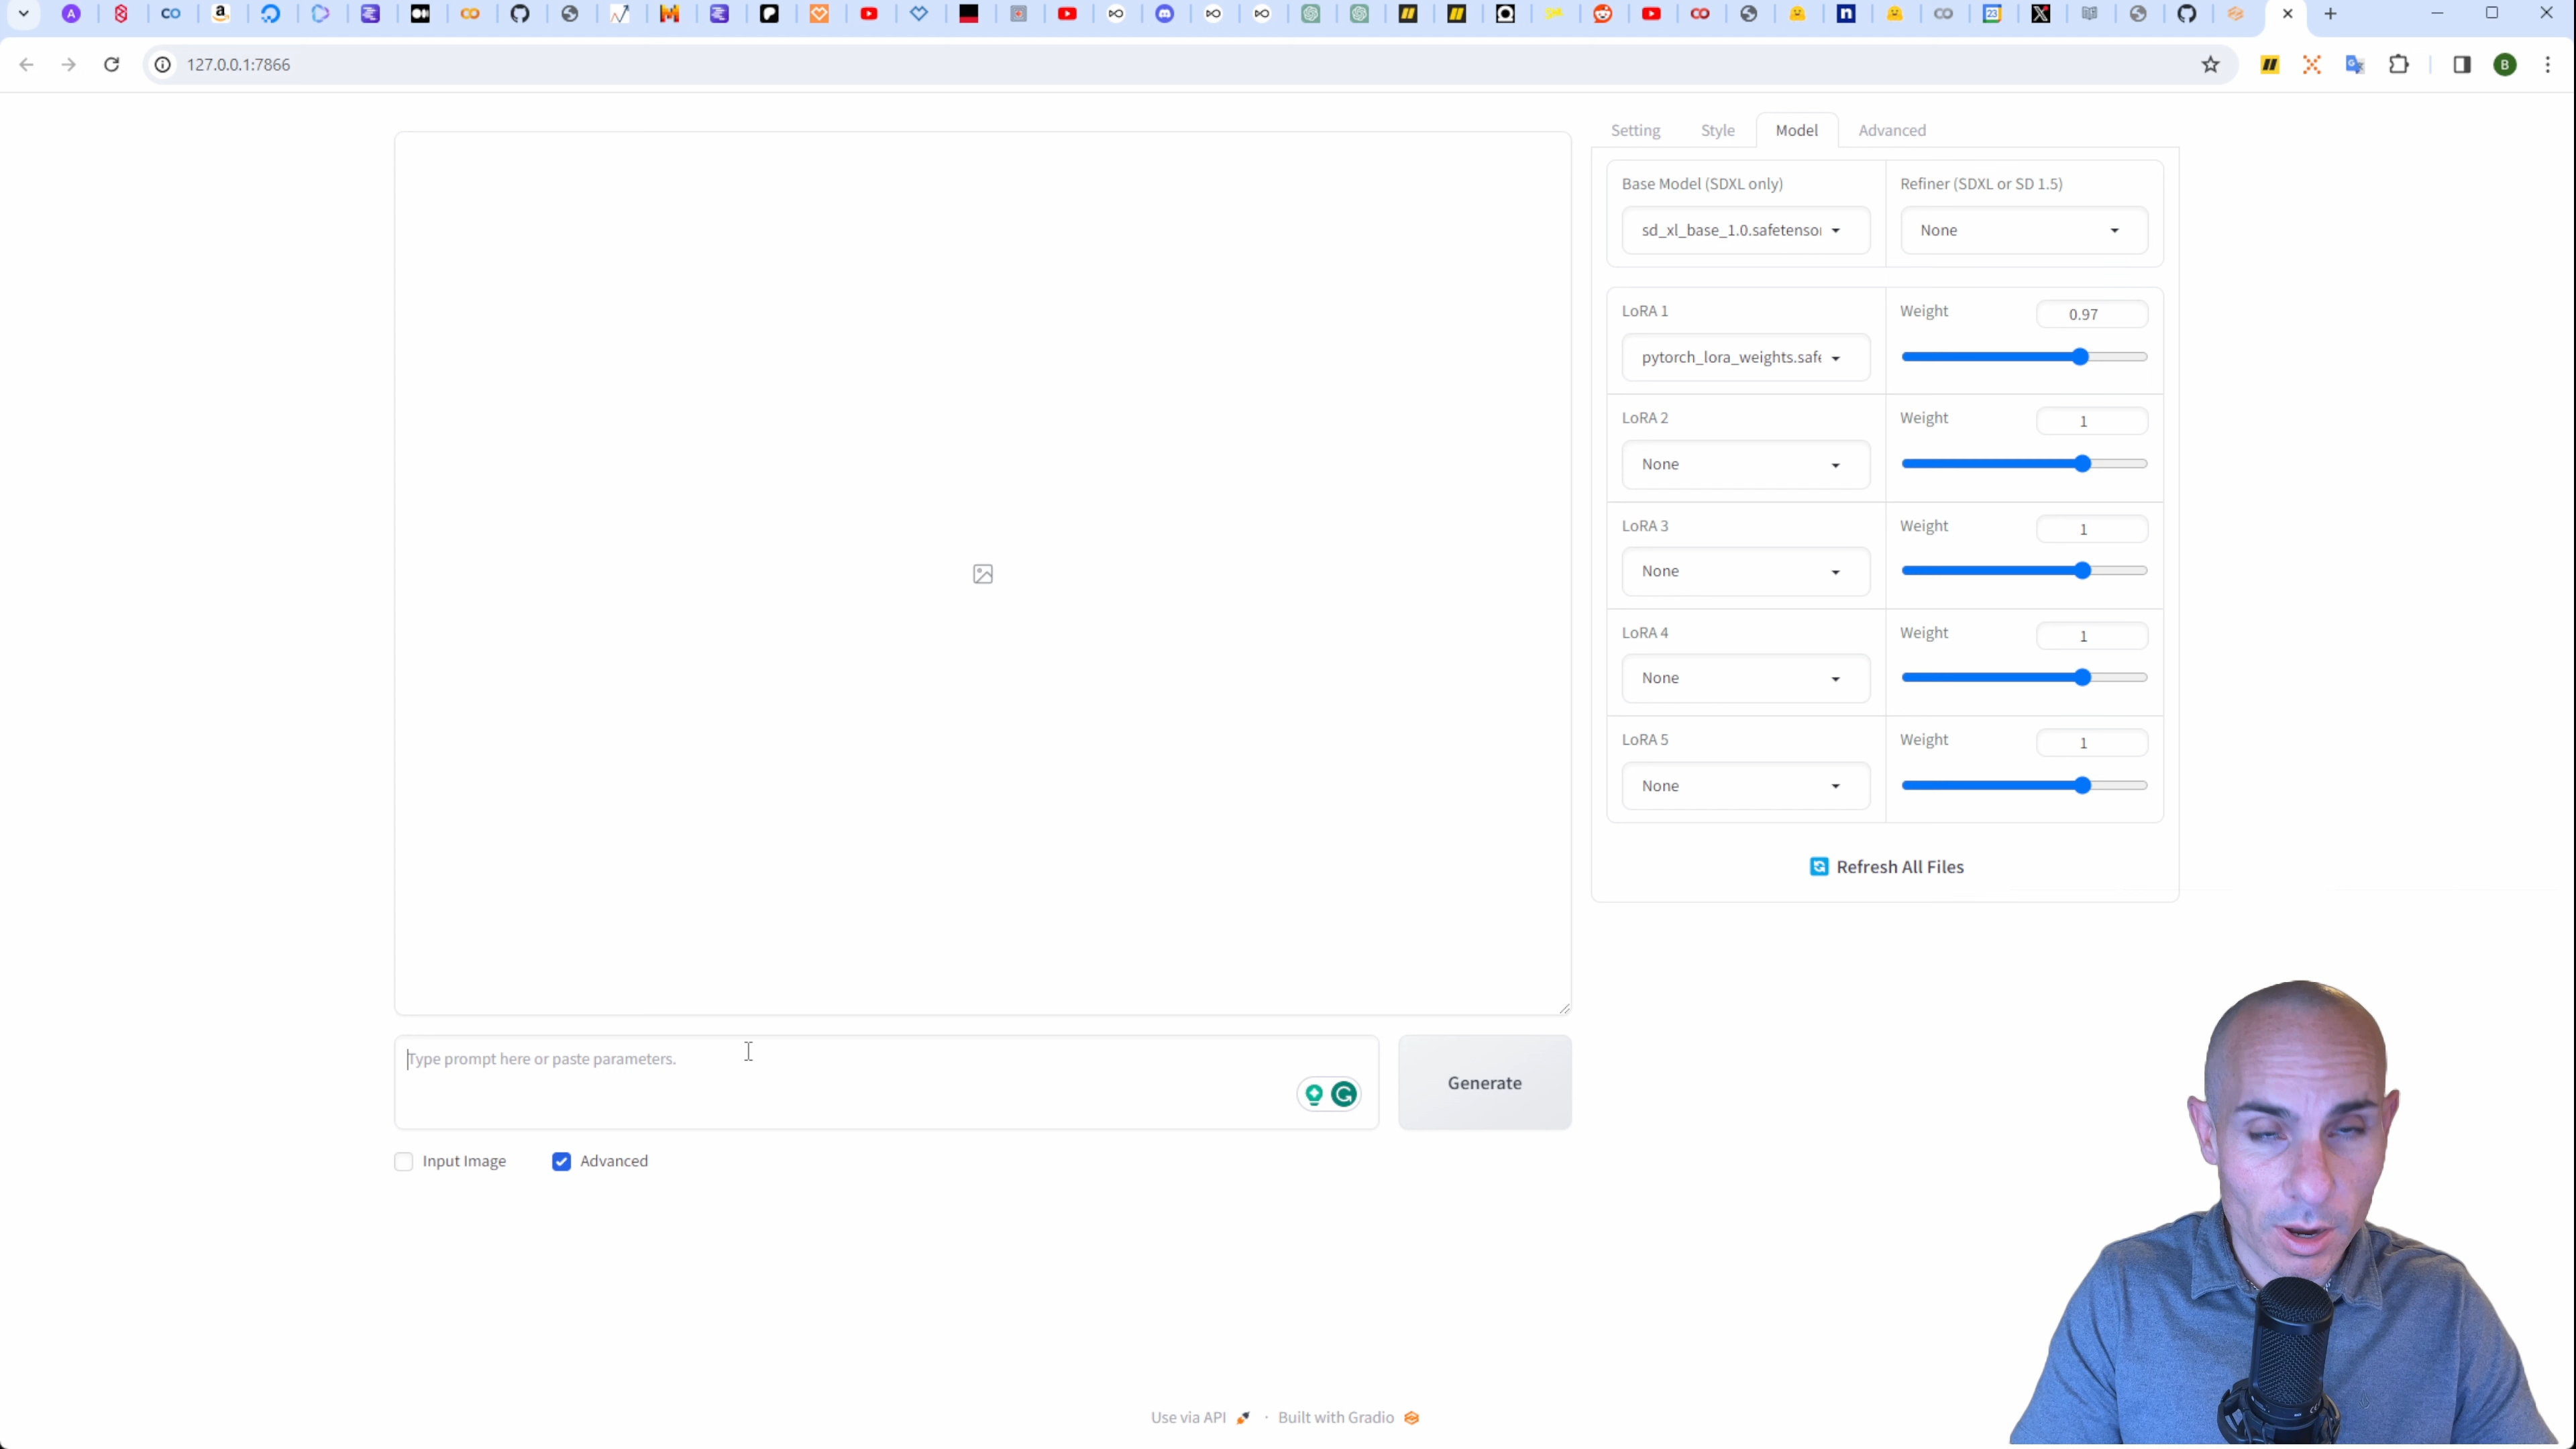 127.0.0.1:7866
B
Setting Style Model Advanced
Base Model (SDXL only) Refiner (SDXL or SD 1.5)
sd_xl_base_1.0.safetensor None
LoRA 1 Weight 0.97
pytorch_lora_weights.safe
LoRA 2 Weight 1
None
LoRA 3 Weight 1
None
LoRA 4 Weight 1
None
LoRA 5 Weight 1
None
Refresh All Files
Type prompt here or paste parameters.
Generate
Input Image Advanced
Use via API · Built with Gradio